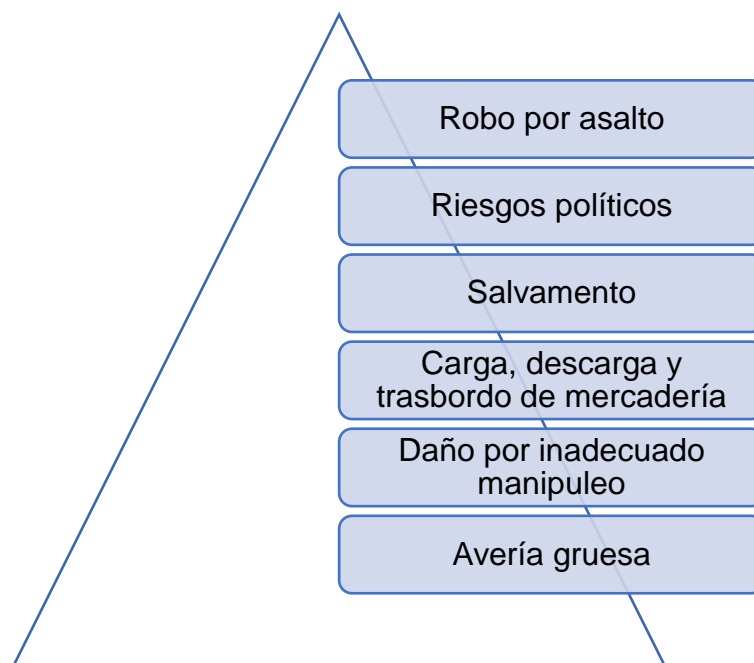 Robo por asalto
Riesgos políticos
Salvamento
Carga, descarga y
trasbordo de mercadería
Daño por inadecuado
manipuleo
Avería gruesa